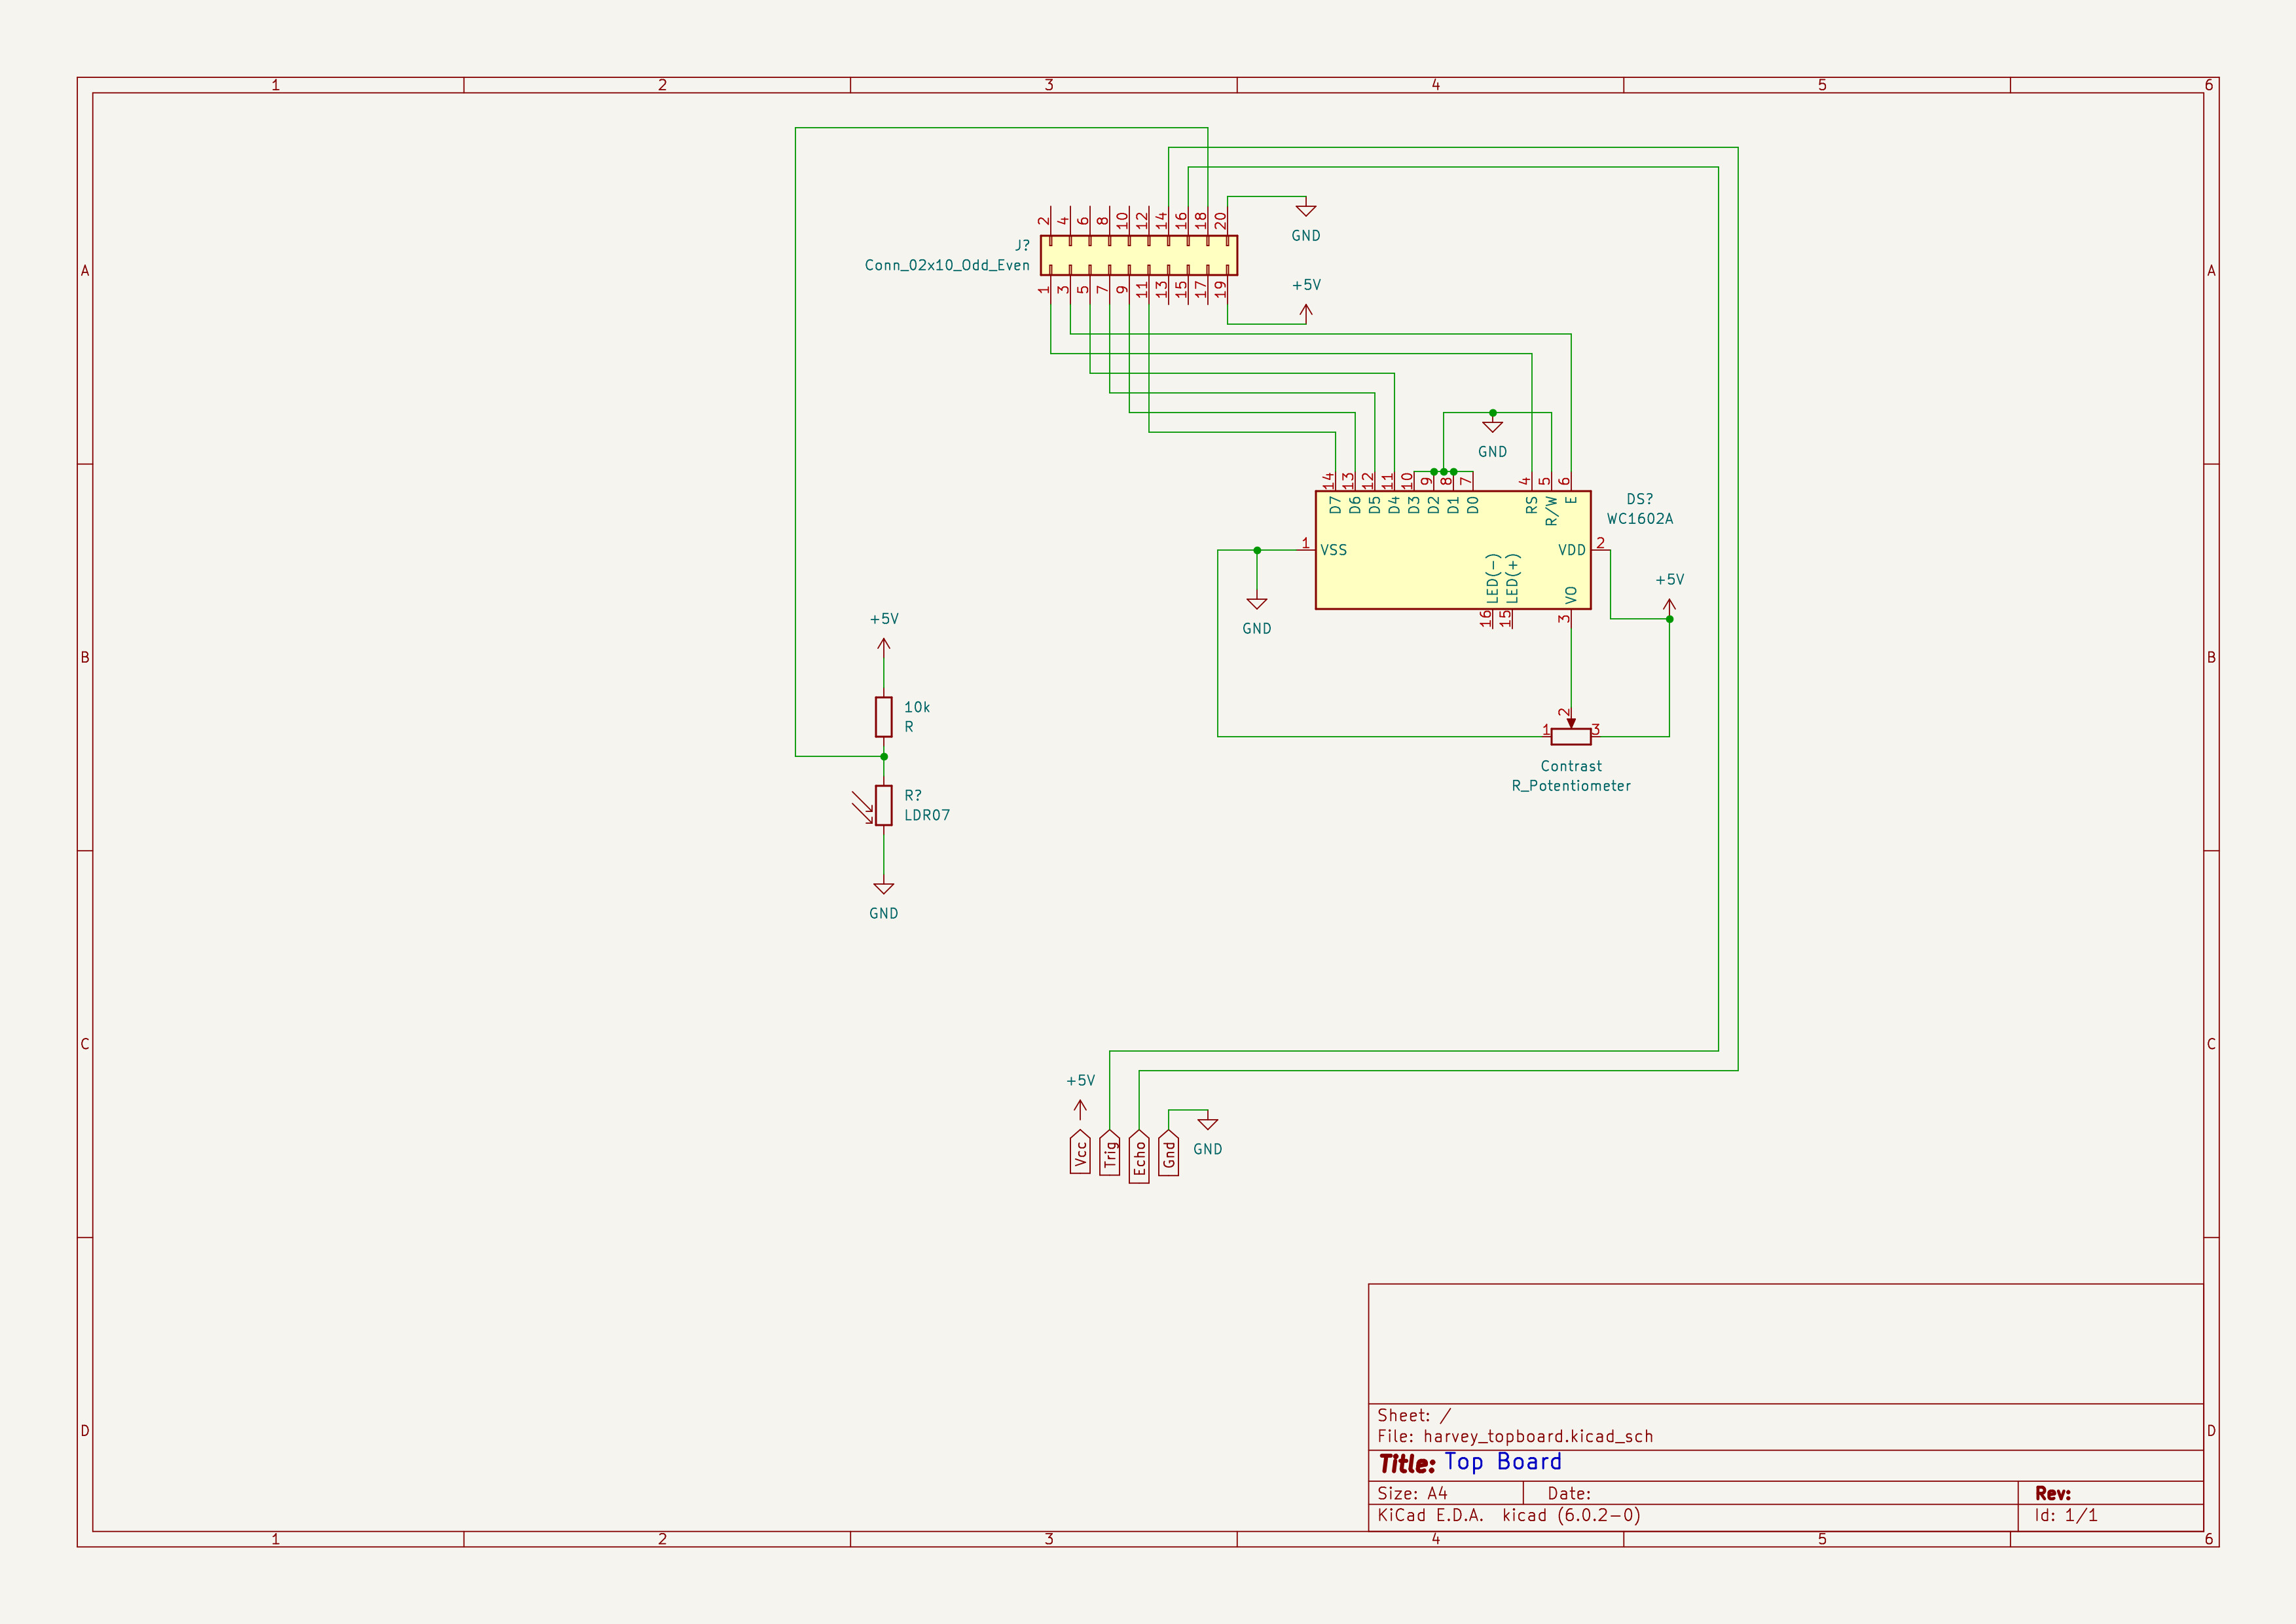 1 2 3 4 5 6
A A
B B
C C
D D
2 4 6 8 10 12 14 16 18 20
GND
J?
Conn_02x10_Odd_Even
1 3 5 7 9 11 13 15 17 19
+5V
GND
14 13 12 11 10 9 8 7 4 5 6
D7 D6 D5 D4 D3 D2 D1 D0 RS R/W E
DS?
WC1602A
1 VSS VDD 2
LED(-) LED(+) VO
16 15 3
+5V
GND
+5V
10k
R
R?
LDR07
GND
2
1 3
Contrast
R_Potentiometer
+5V
Vcc Trig Echo Gnd
GND
Sheet: /
File: harvey_topboard.kicad_sch
Title: Top Board
Size: A4 Date: Rev:
KiCad E.D.A. kicad (6.0.2-0) Id: 1/1
1 2 3 4 5 6